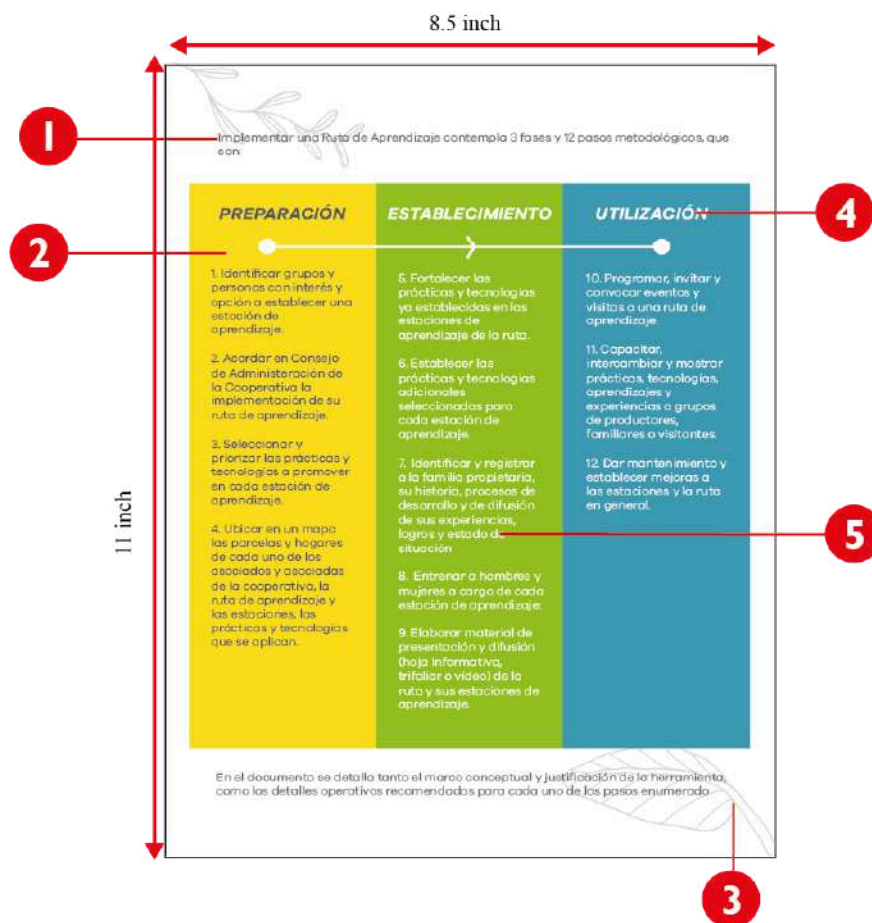 8.5 inch
11 inch
1
Implementar una Ruta de Aprendizaje contempla 3 fases y 12 pasos metodológicos, que
son:
2
PREPARACIÓN
1. Identificar grupos y
personas con interés y
opción a establecer una
estación de
aprendizaje.
2. Acordar en Consejo
de Administeración de
la Cooperativa la
implementación de su
ruta de aprendizaje.
3. Seleccionar y
priorizar las prácticas y
tecnologías a promover
en cada estación de
aprendizaje.
4. Ubicar en un mapa
las parcelas y hogares
de cada uno de los
asociados y asociadas
de la cooperativa, la
ruta de aprendizaje y
las estaciones, las
prácticas y tecnologías
que se aplican.
ESTABLECIMIENTO
5. Fortalecer las
prácticas y tecnologías
ya establecidas en las
estaciones de
aprendizaje de la ruta.
6. Establecer las
prácticas y tecnologías
adicionales
seleccionadas para
cada estación de
aprendizaje.
7. Identificar y registrar
a la familia propietaria,
su historia, procesos de
desarrollo y de difusión
de sus experiencias,
logros y estado de
situación
8. Entrenar a hombres y
mujeres a cargo de cada
estación de aprendizaje.
9. Elaborar material de
presentación y difusión
(hoja informativa,
trifoliar o vídeo) de la
ruta y sus estaciones de
aprendizaje.
UTILIZACIÓN
4
10. Programar, invitar y
convocar eventos y
visitas a una ruta de
aprendizaje
11. Capacitar,
intercambiar y mostrar
prácticas, tecnologías,
aprendizajes y
experiencias a grupos
de productores,
familiares o visitantes.
12. Dar mantenimiento y
establecer mejoras a
las estaciones y la ruta
en general.
5
En el documento se detalla tanto el marco conceptual y justificación de la herramienta,
como los detalles operativos recomendados para cada uno de los pasos enumerado
3